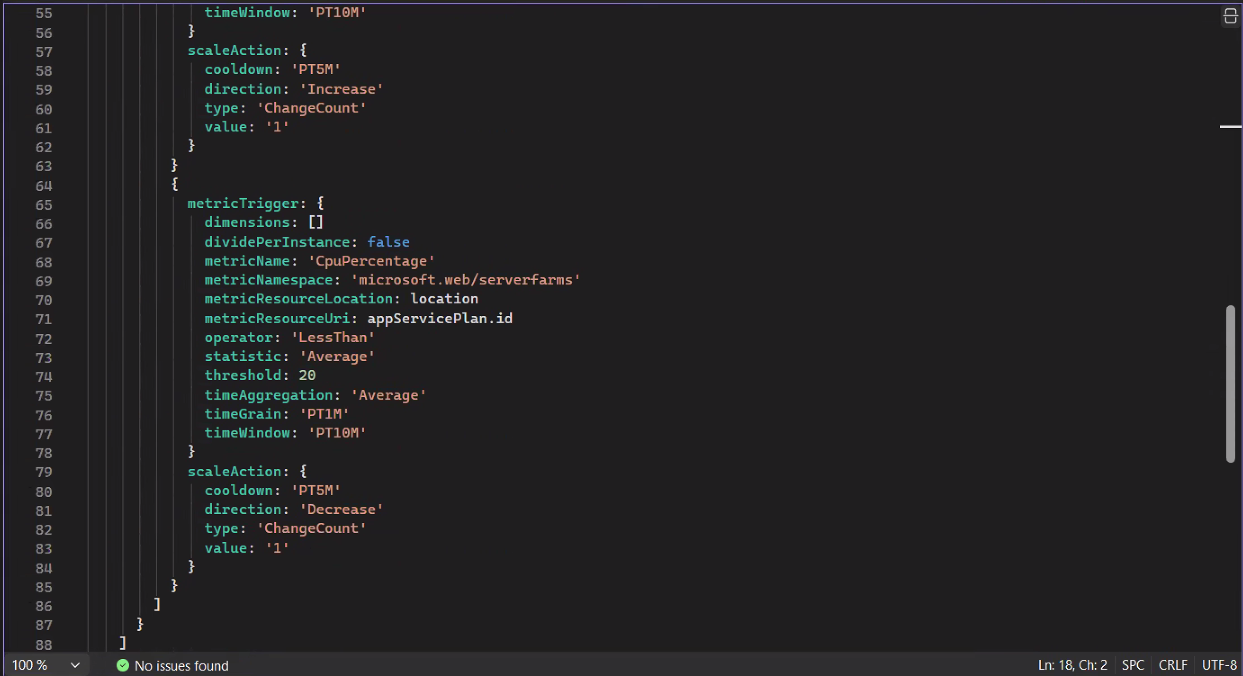 55 timeWindow: 'PT10M'
56 }
57 scaleAction: {
58 cooldown: 'PT5M'
59 direction: 'Increase'
60 type: 'ChangeCount'
61 value: '1'
62 }
63 }
64 {
65 metricTrigger: {
66 dimensions: []
67 dividePerInstance: false
68 metricName: 'CpuPercentage'
69 metricNamespace: 'microsoft.web/serverfarms'
70 metricResourceLocation: location
71 metricResourceUri: appServicePlan.id
72 operator: 'LessThan'
73 statistic: 'Average'
74 threshold: 20
75 timeAggregation: 'Average'
76 timeGrain: 'PT1M'
77 timeWindow: 'PT10M'
78 }
79 scaleAction: {
80 cooldown: 'PT5M'
81 direction: 'Decrease'
82 type: 'ChangeCount'
83 value: '1'
84 }
85 }
86 ]
87 }
88 ]
100 % No issues found Ln: 18, Ch: 2 SPC CRLF UTF-8